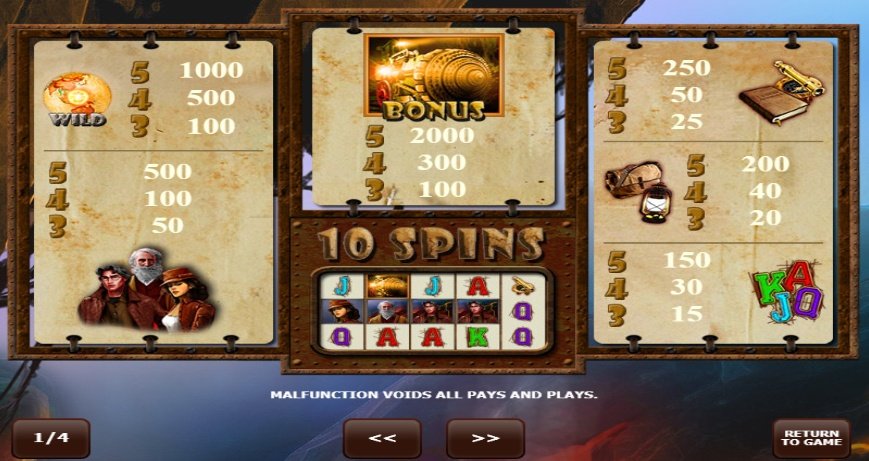 WILD
5 1000
4 500
3 100
5 500
4 100
3 50
BONUS
5 2000
4 300
3 100
10 SPINS
J J A
Q
Q A A K Q
5 250
4 50
3 25
5 200
4 40
3 20
5 150
4 30
3 15
K A
J Q
MALFUNCTION VOIDS ALL PAYS AND PLAYS.
1/4
<<
>>
RETURN
TO GAME